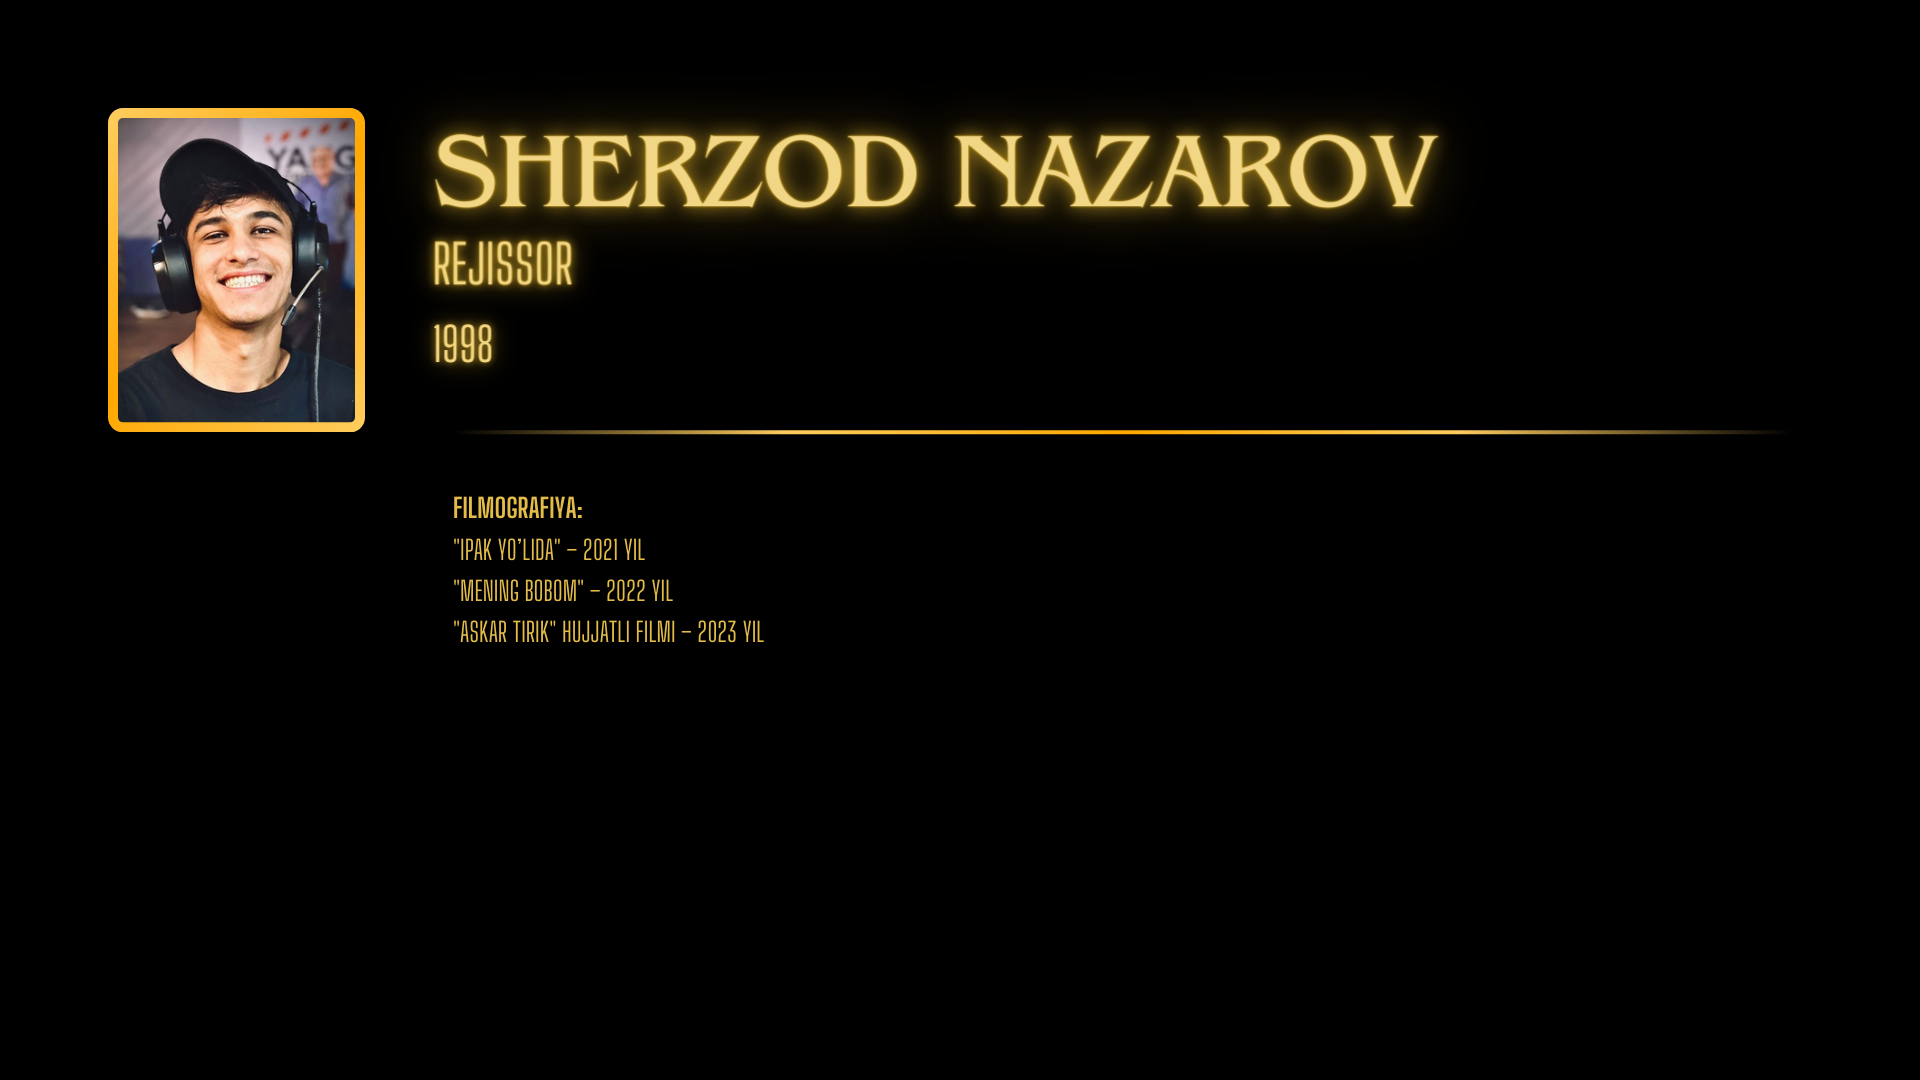 SHERZOD NAZAROV
REJISSOR
1998
FILMOGRAFIYA:
"IPAK YO’LIDA" – 2021 YIL
"MENING BOBOM" – 2022 YIL
"ASKAR TIRIK" HUJJATLI FILMI – 2023 YIL